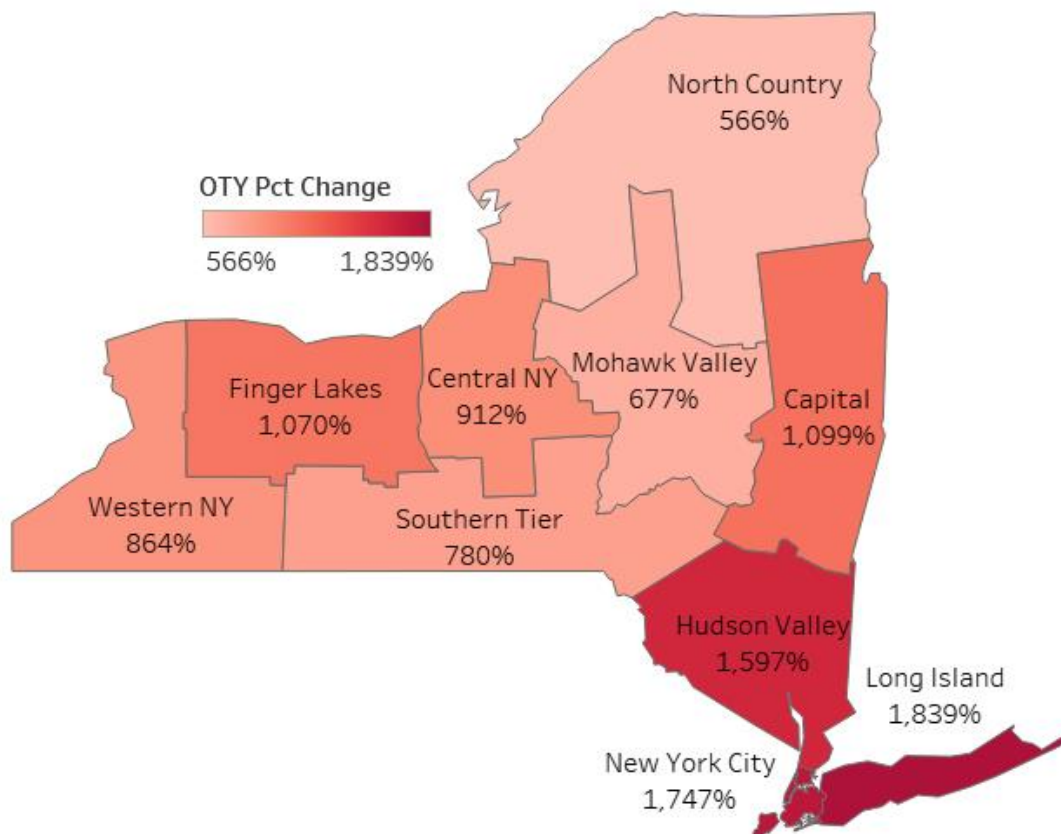 North Country
566%
OTY Pct Change
566% 1,839%
Finger Lakes
1,070%
Central NY
912%
Mohawk Valley
677%
Capital
1,099%
Western NY
864%
Southern Tier
780%
Hudson Valley
1,597%
Long Island
1,839%
New York City
1,747%